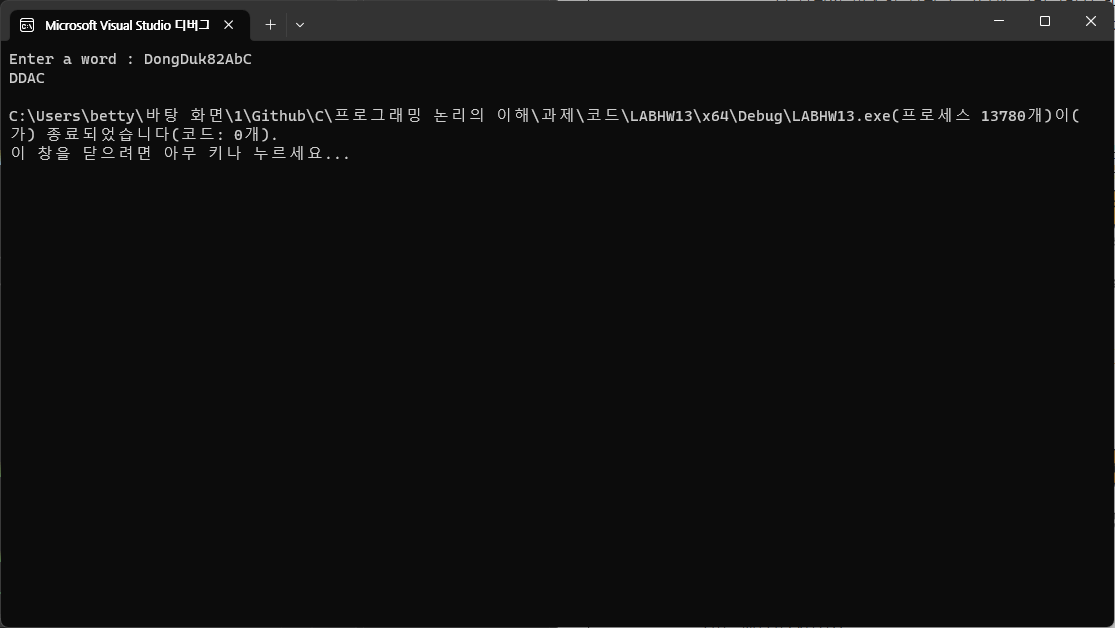 Microsoft Visual Studio 디버그
Enter a word : DongDuk82AbC
DDAC
C:\Users\betty\바탕 화면\1\Github\C\프로그래밍 논리의 이해\과제\코드\LABHW13\x64\Debug\LABHW13.exe(프로세스 13780개)이(
가) 종료되었습니다(코드: 0개).
이 창을 닫으려면 아무 키나 누르세요...